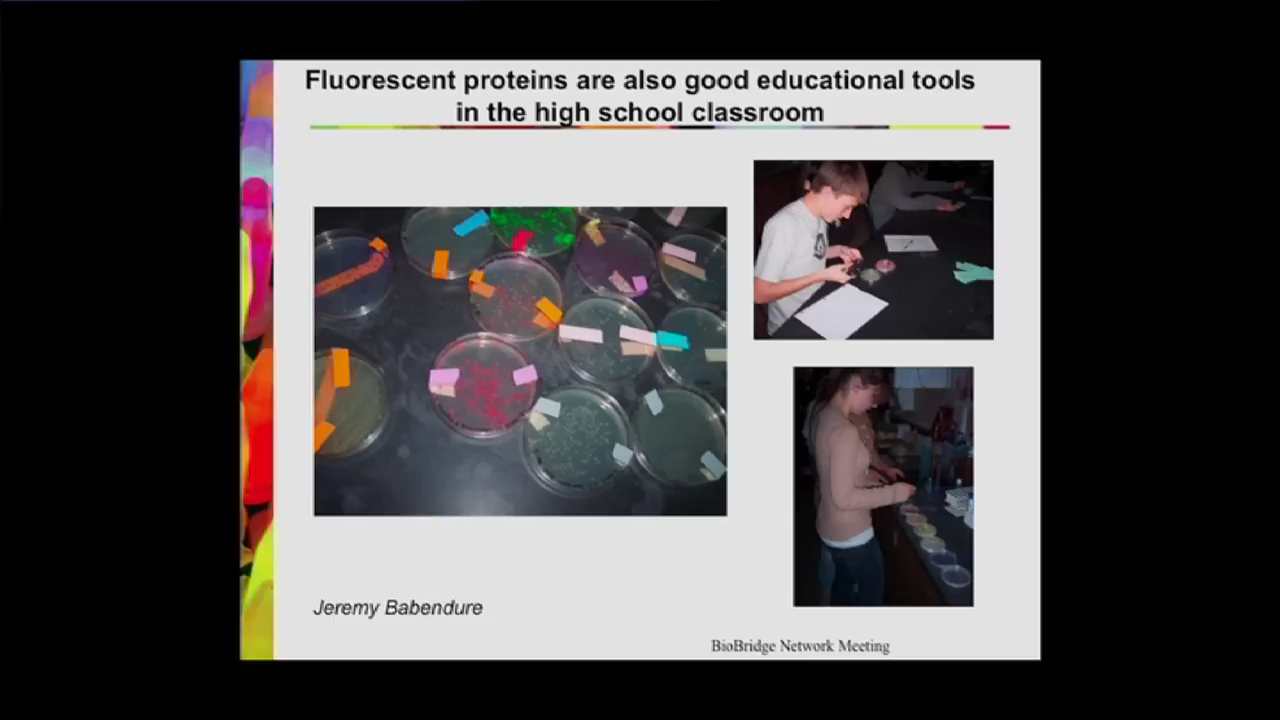 Fluorescent proteins are also good educational tools
in the high school classroom
Jeremy Babendure
BioBridge Network Meeting